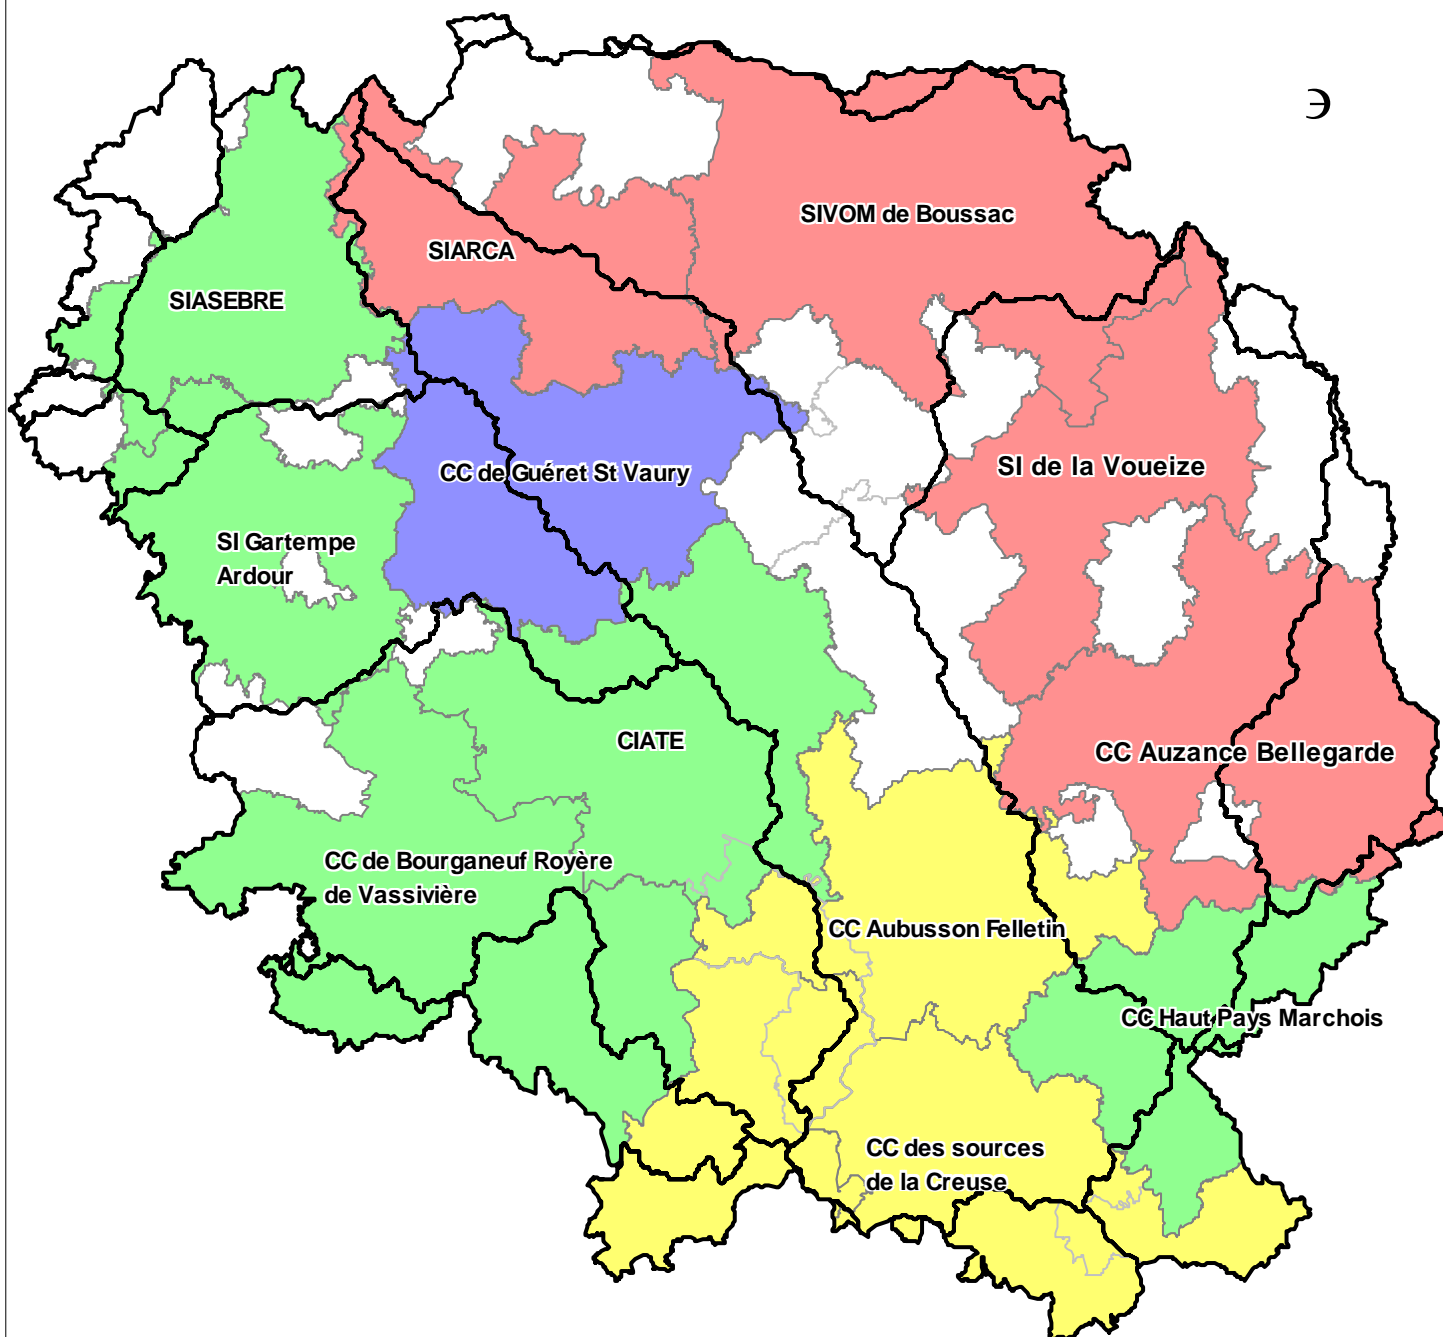 Э
SIVOM de Boussac
SIARCA
SIASEBRE
SI de la Voueize
CC de Guéret St Vaury
SI Gartempe
Ardour
CIATE
CC Auzance Bellegarde
CC de Bourganeuf Royère
de Vassivière
CC Aubusson Felletin
CC Haut Pays Marchois
CC des sources
de la Creuse